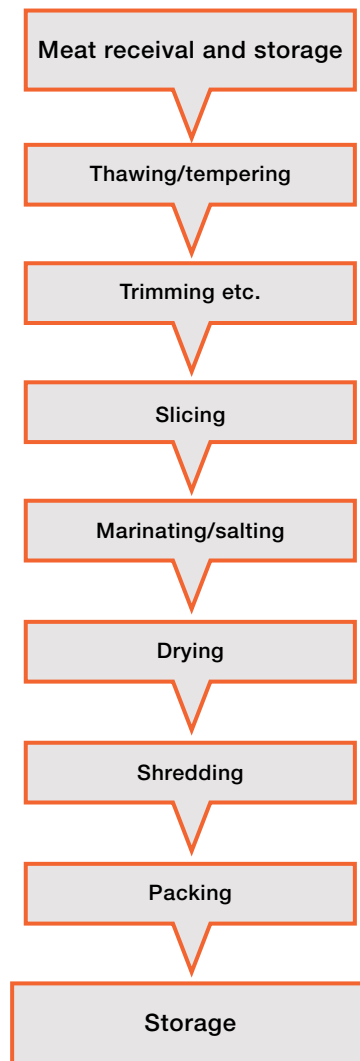 Meat receival and storage
Thawing/tempering
Trimming etc.
Slicing
Marinating/salting
Drying
Shredding
Packing
Storage